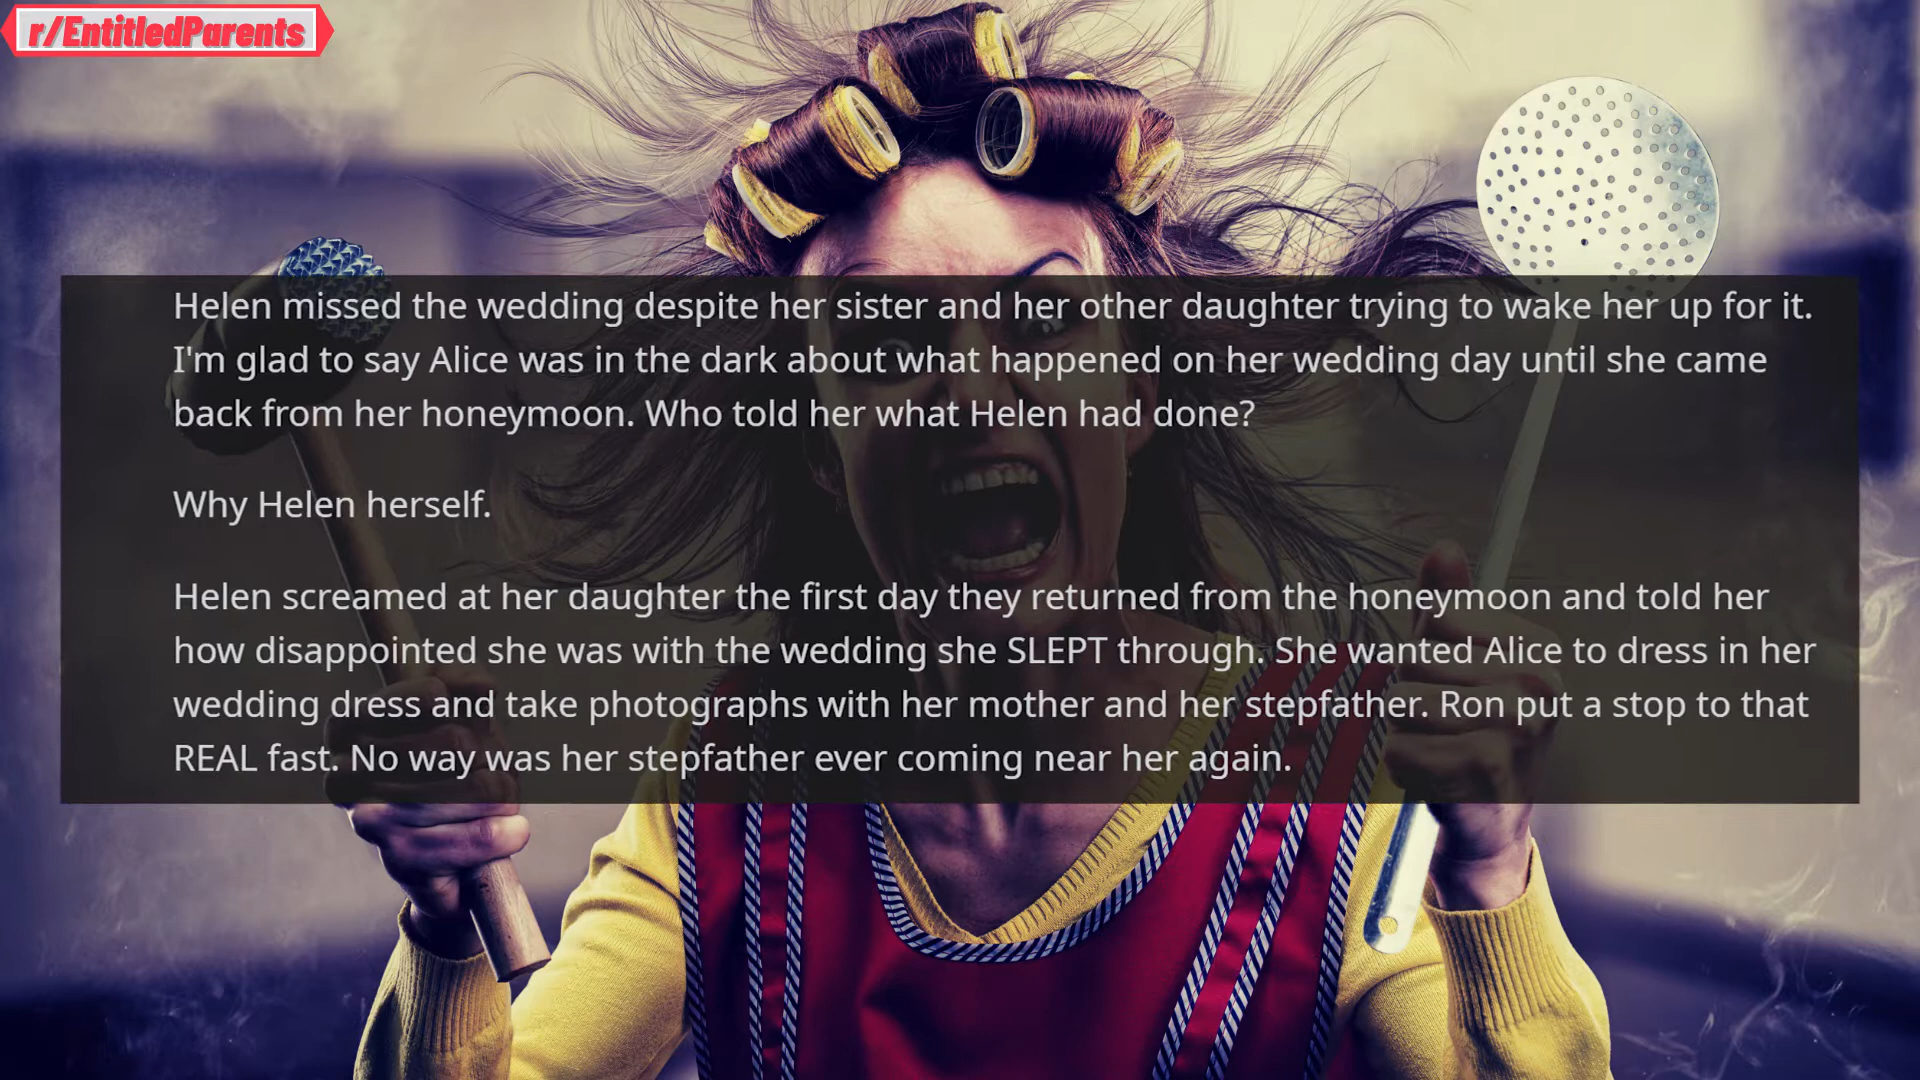 r/EntitledParents
Helen missed the wedding despite her sister and her other daughter trying to wake her up for it.
I'm glad to say Alice was in the dark about what happened on her wedding day until she came
back from her honeymoon. Who told her what Helen had done?
Why Helen herself.
Helen screamed at her daughter the first day they returned from the honeymoon and told her
how disappointed she was with the wedding she SLEPT through. She wanted Alice to dress in her
wedding dress and take photographs with her mother and her stepfather. Ron put a stop to that
REAL fast. No way was her stepfather ever coming near her again.